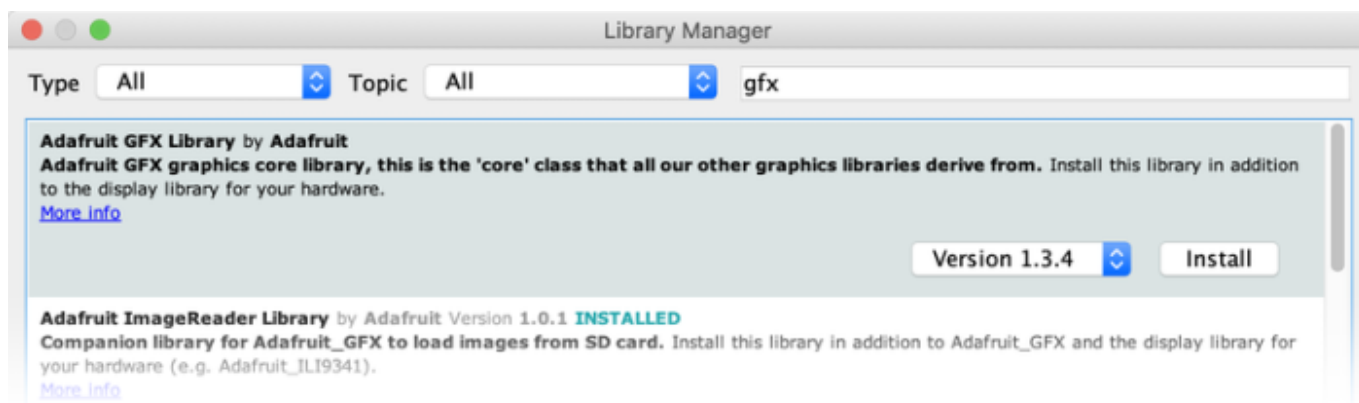 Library Manager
Type All Topic All gfx
Adafruit GFX Library by Adafruit
Adafruit GFX graphics core library, this is the 'core' class that all our other graphics libraries derive from. Install this library in addition
to the display library for your hardware.
More info
Version 1.3.4 Install
Adafruit ImageReader Library by Adafruit Version 1.0.1 INSTALLED
Companion library for Adafruit_GFX to load images from SD card. Install this library in addition to Adafruit_GFX and the display library for
your hardware (e.g. Adafruit_ILI9341).
More info